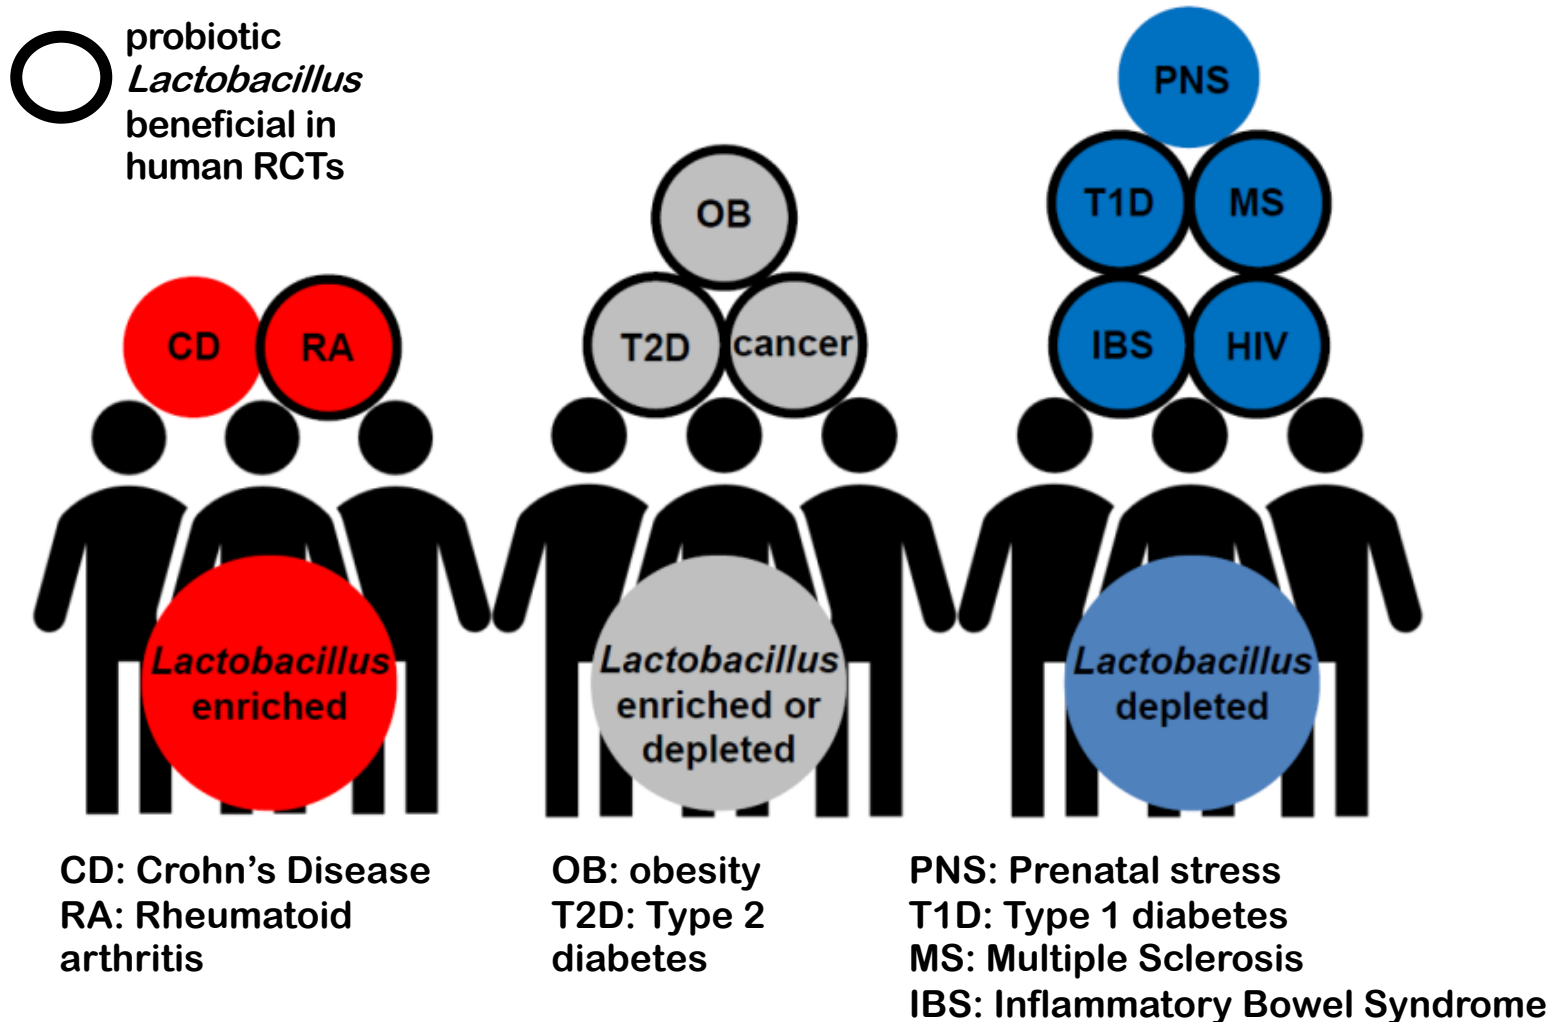 probiotic
Lactobacillus
beneficial in
human RCTs
PNS
T1D
MS
OB
CD
RA
T2D
cancer
IBS
HIV
Lactobacillus
enriched
Lactobacillus
enriched or
depleted
Lactobacillus
depleted
CD: Crohn’s Disease
RA: Rheumatoid
arthritis
OB: obesity
T2D: Type 2
diabetes
PNS: Prenatal stress
T1D: Type 1 diabetes
MS: Multiple Sclerosis
IBS: Inflammatory Bowel Syndrome